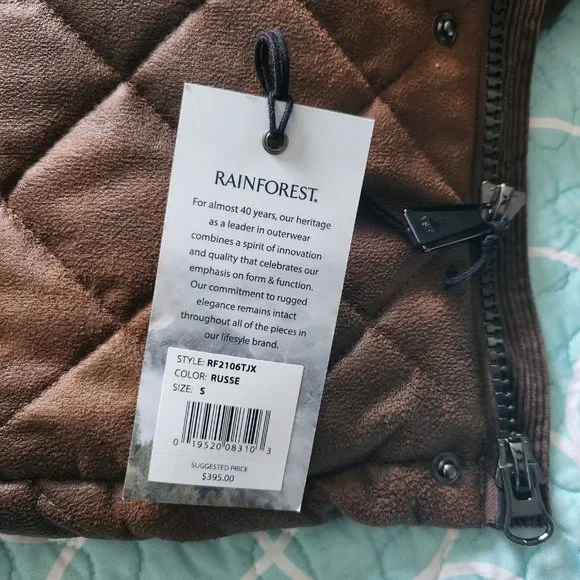 RAINFOREST®
For almost 40 years, our heritage
as a leader in outerwear
combines a spirit of innovation
and quality that celebrates our
emphasis on form & function.
Our commitment to rugged
elegance remains intact
throughout all of the pieces in
our lifesyle brand.
STYLE: RF2106TJX
COLOR: RUSSE
SIZE: S
0 19520 08310 3
SUGGESTED PRICE
$395.00